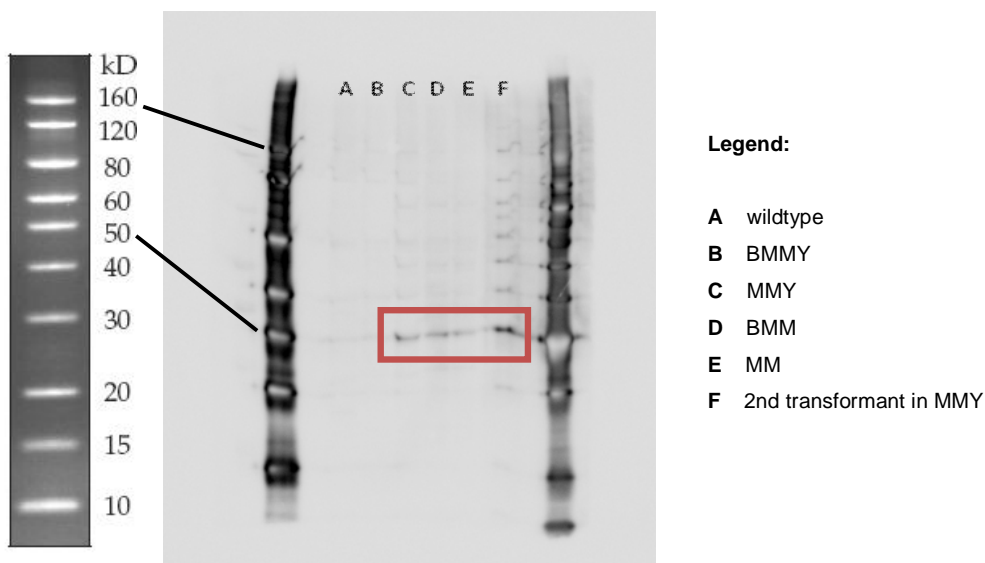 kD
160
120
80
60
50
40
30
20
15
10
A B C D E F
Legend:
A wildtype
B BMMY
C MMY
D BMM
E MM
F 2nd transformant in MMY